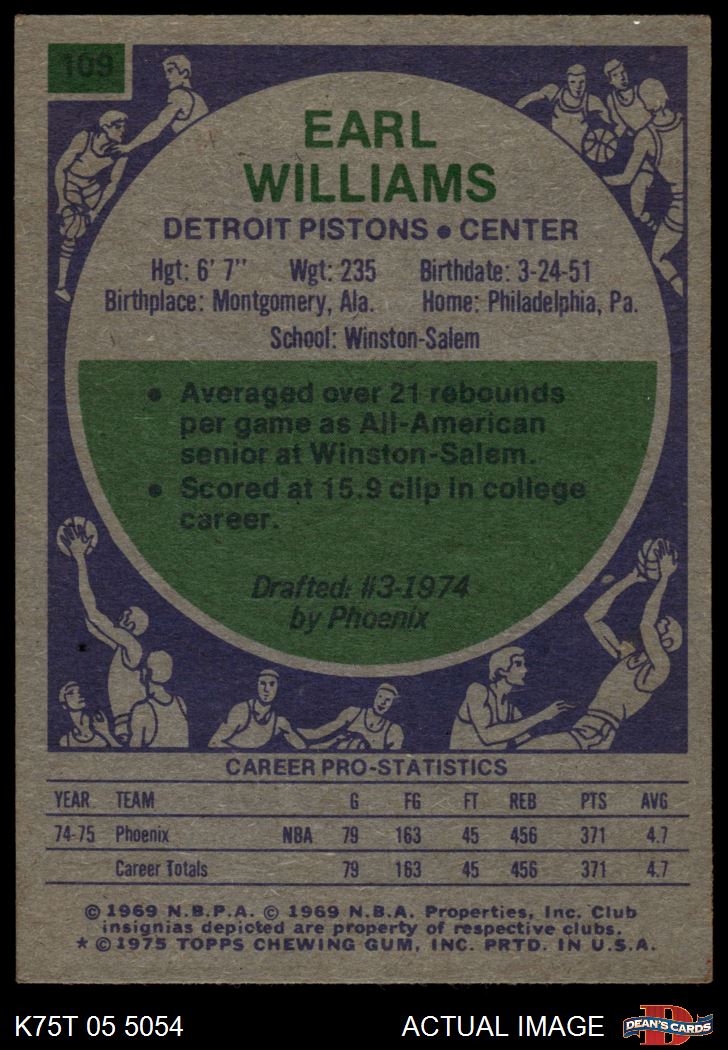 109
EARL
WILLIAMS
DETROIT PISTONS ● CENTER
Hgt: 6' 7" Wgt: 235 Birthdate: 3-24-51
Birthplace: Montgomery, Ala. Home: Philadelphia, Pa.
School: Winston-Salem
● Averaged over 21 rebounds
per game as All-American
senior at Winston-Salem.
● Scored at 15.9 clip in college
career.
Drafted: #3-1974
by Phoenix
CAREER PRO-STATISTICS
YEAR TEAM G FG FT REB PTS AVG
74-75 Phoenix NBA 79 163 45 456 371 4.7
Career Totals 79 163 45 456 371 4.7
© 1969 N.B.P.A. © 1969 N.B.A. Properties, Inc. Club
insignias depicted are property of respective clubs.
* © 1975 TOPPS CHEWING GUM, INC. PRTD. IN U.S.A.
K75T 05 5054 ACTUAL IMAGE D DEAN'S CARDS